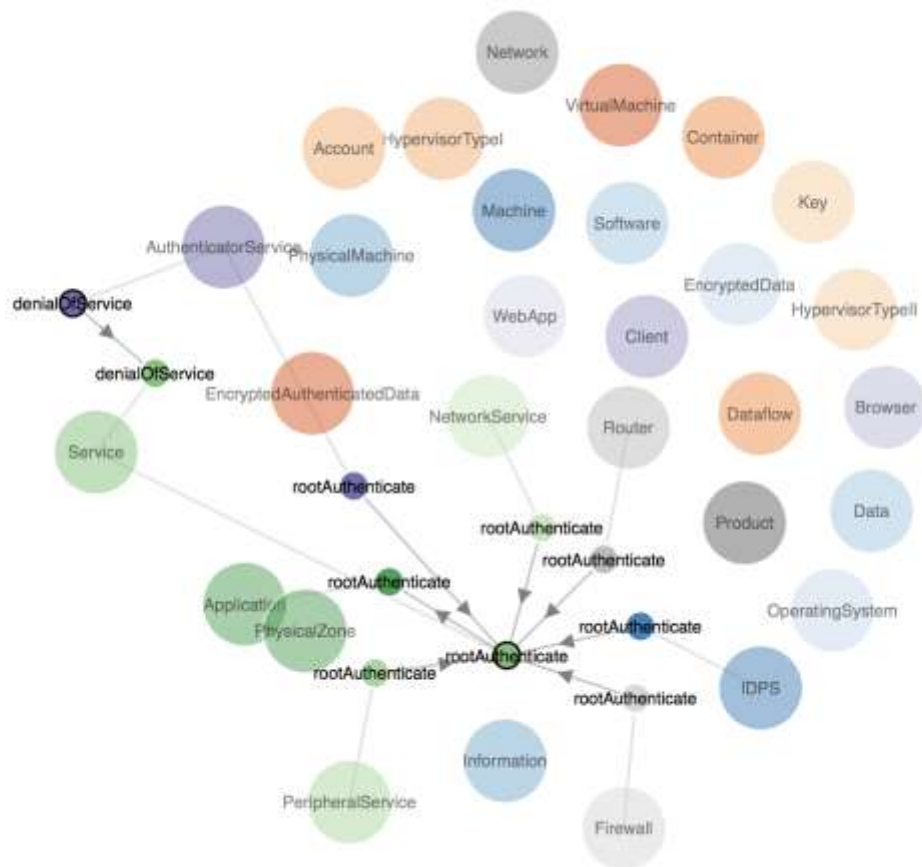 Network
VirtualMachine
Container
Account
HypervisorTypeI
Key
Machine
Software
AuthenticatorService
PhysicalMachine
EncryptedData
denialOfService
WebApp
HypervisorTypeII
Client
denialOfService
EncryptedAuthenticatedData
NetworkService
Router
Dataflow
Browser
Service
rootAuthenticate
Product
Data
rootAuthenticate
rootAuthenticate
rootAuthenticate
Application
PhysicalZone
OperatingSystem
rootAuthenticate
rootAuthenticate
rootAuthenticate
IDPS
rootAuthenticate
Information
PeripheralService
Firewall